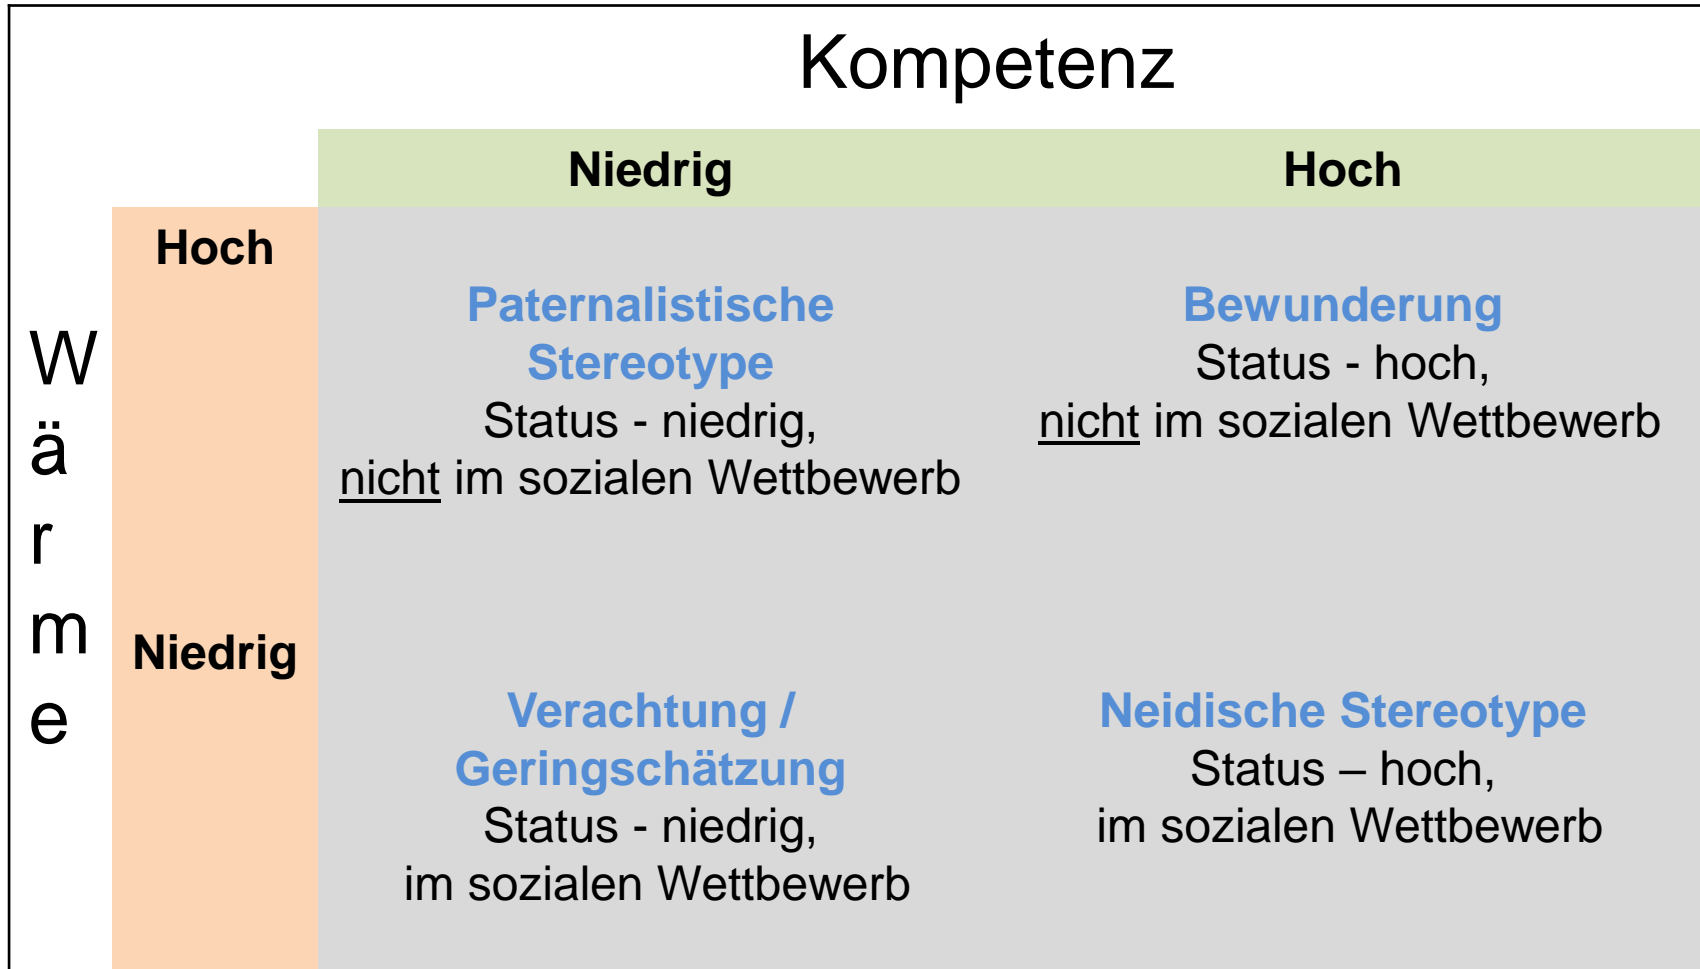 Kompetenz
Niedrig
Hoch
Wärme
Hoch
Paternalistische
Stereotype
Status - niedrig,
nicht im sozialen Wettbewerb
Bewunderung
Status - hoch,
nicht im sozialen Wettbewerb
Niedrig
Verachtung /
Geringschätzung
Status - niedrig,
im sozialen Wettbewerb
Neidische Stereotype
Status – hoch,
im sozialen Wettbewerb